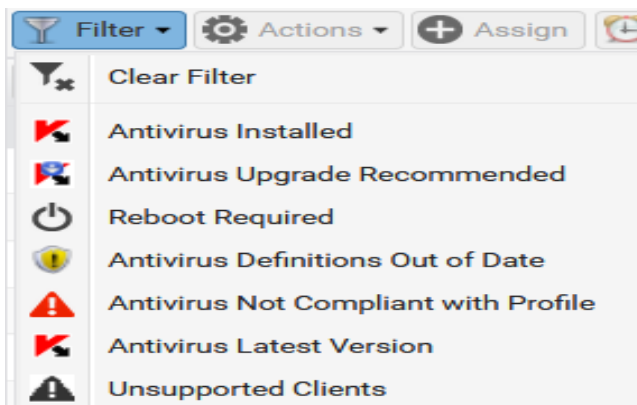 Filter Actions Assign
Clear Filter
Antivirus Installed
Antivirus Upgrade Recommended
Reboot Required
Antivirus Definitions Out of Date
Antivirus Not Compliant with Profile
Antivirus Latest Version
Unsupported Clients